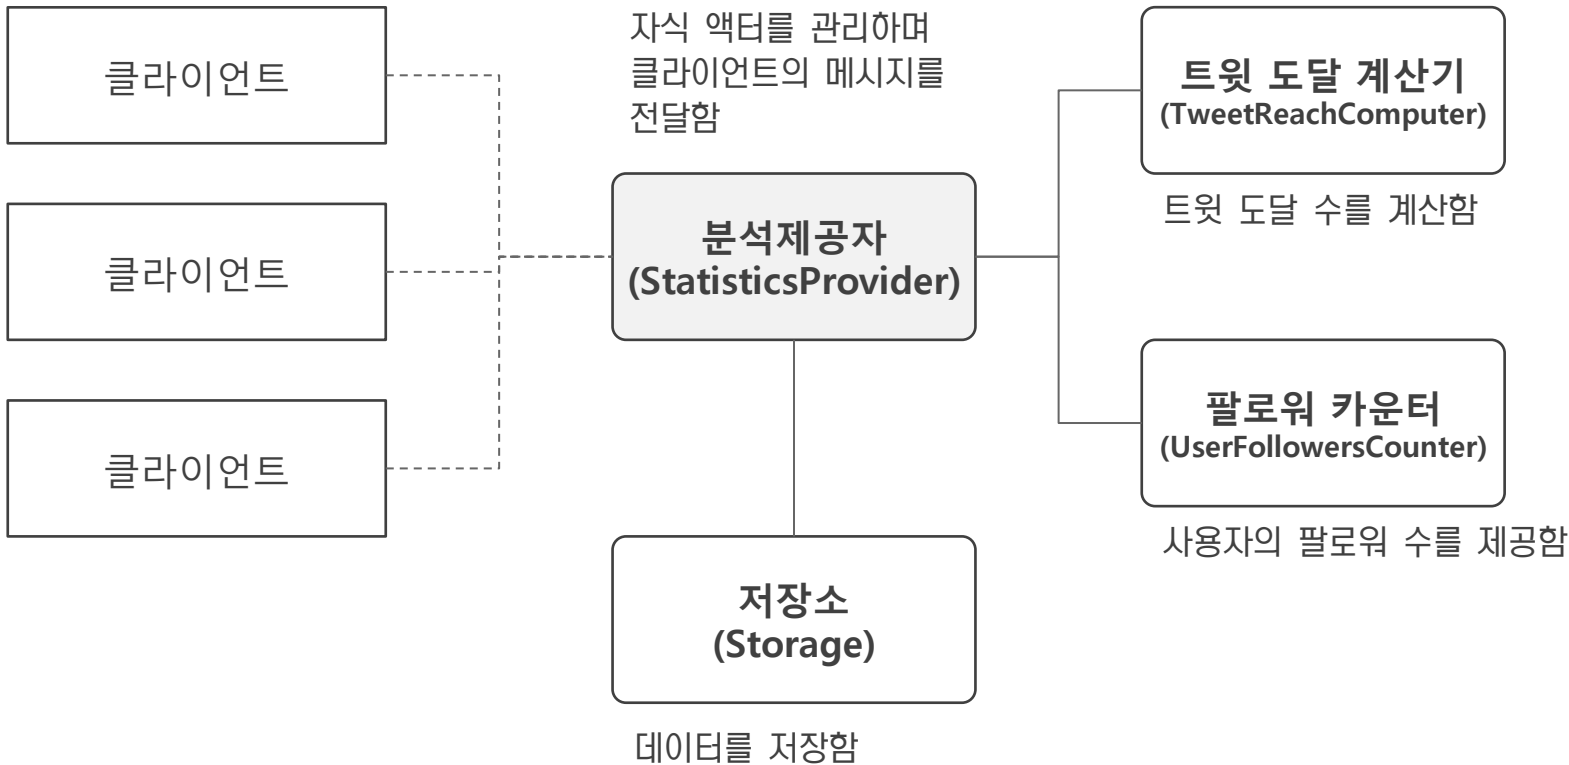 클라이언트
클라이언트
클라이언트
자식 액터를 관리하며
클라이언트의 메시지를
전달함
분석제공자
(StatisticsProvider)
저장소
(Storage)
데이터를 저장함
트윗 도달 계산기
(TweetReachComputer)
트윗 도달 수를 계산함
팔로워 카운터
(UserFollowersCounter)
사용자의 팔로워 수를 제공함